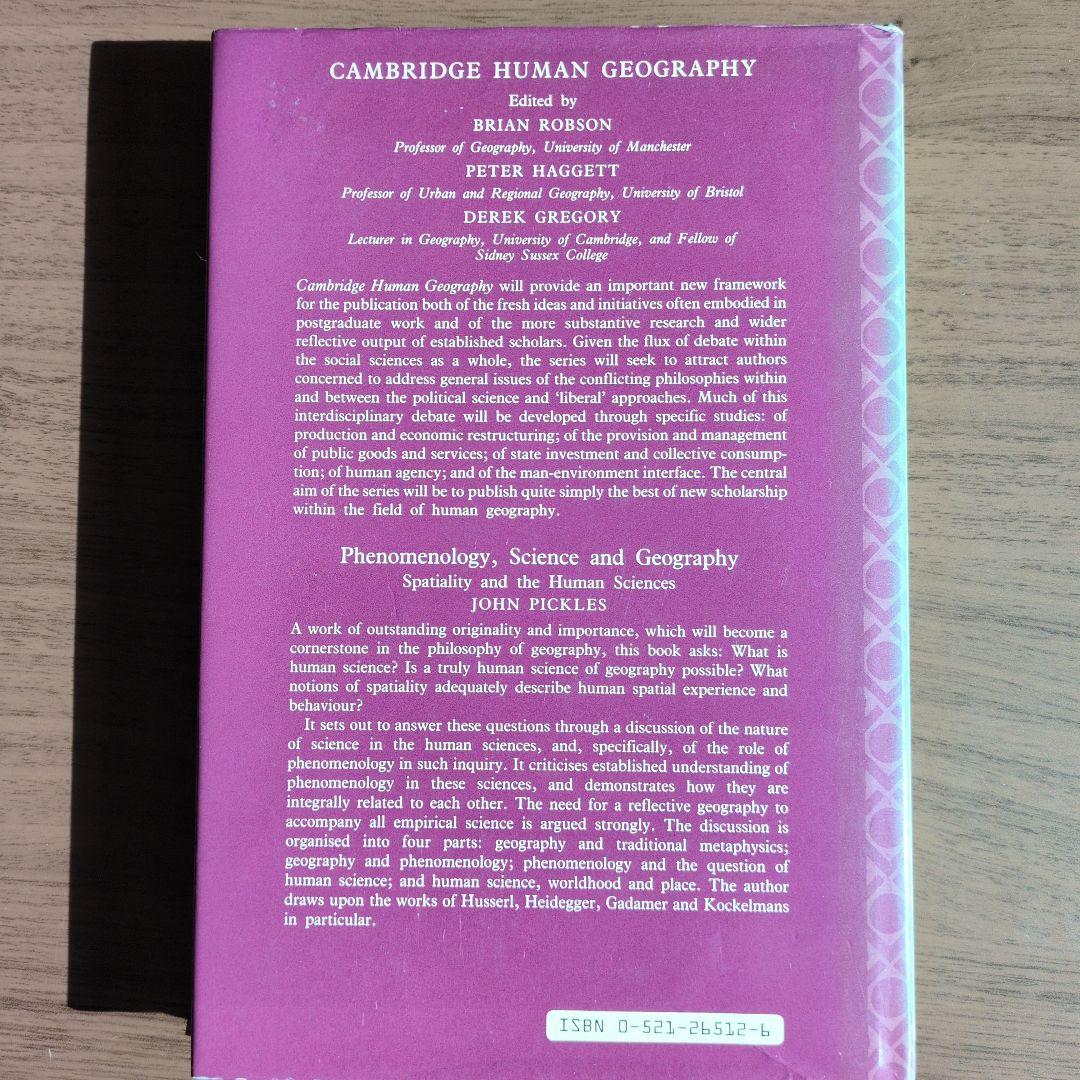 CAMBRIDGE HUMAN GEOGRAPHY
Edited by
BRIAN ROBSON
Professor of Geography, University of Manchester
PETER HAGGETT
Professor of Urban and Regional Geography, University of Bristol
DEREK GREGORY
Lecturer in Geography, University of Cambridge, and Fellow of
Sidney Sussex College
Cambridge Human Geography will provide an important new framework
for the publication both of the fresh ideas and initiatives often embodied in
postgraduate work and of the more substantive research and wider
reflective output of established scholars. Given the flux of debate within
the social sciences as a whole, the series will seek to attract authors
concerned to address general issues of the conflicting philosophies within
and between the political science and ‘liberal’ approaches. Much of this
interdisciplinary debate will be developed through specific studies: of
production and economic restructuring; of the provision and management
of public goods and services; of state investment and collective consump-
tion; of human agency; and of the man-environment interface. The central
aim of the series will be to publish quite simply the best of new scholarship
within the field of human geography.
Phenomenology, Science and Geography
Spatiality and the Human Sciences
JOHN PICKLES
A work of outstanding originality and importance, which will become a
cornerstone in the philosophy of geography, this book asks: What is
human science? Is a truly human science of geography possible? What
notions of spatiality adequately describe human spatial experience and
behaviour?
It sets out to answer these questions through a discussion of the nature
of science in the human sciences, and, specifically, of the role of
phenomenology in such inquiry. It criticises established understanding of
phenomenology in these sciences, and demonstrates how they are
integrally related to each other. The need for a reflective geography to
accompany all empirical science is argued strongly. The discussion is
organised into four parts: geography and traditional metaphysics;
geography and phenomenology; phenomenology and the question of
human science; and human science, worldhood and place. The author
draws upon the works of Husserl, Heidegger, Gadamer and Kockelmans
in particular.
ISBN 0-521-26512-6